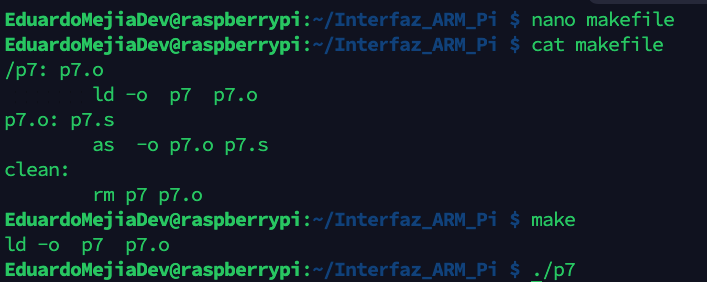 EduardoMejiaDev@raspberrypi:~/Interfaz_ARM_Pi $ nano makefile
EduardoMejiaDev@raspberrypi:~/Interfaz_ARM_Pi $ cat makefile
/p7: p7.o
        ld -o  p7  p7.o
p7.o: p7.s
        as  -o p7.o p7.s
clean:
        rm p7 p7.o
EduardoMejiaDev@raspberrypi:~/Interfaz_ARM_Pi $ make
ld -o  p7  p7.o
EduardoMejiaDev@raspberrypi:~/Interfaz_ARM_Pi $ ./p7